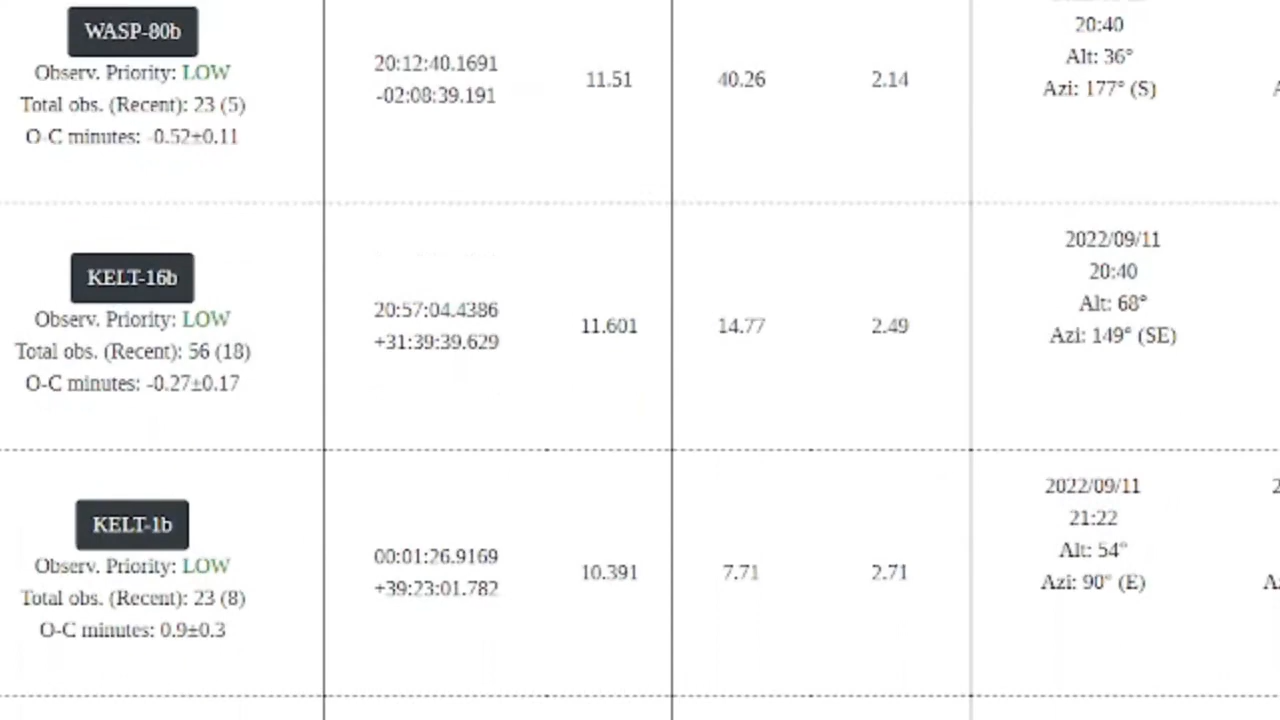 WASP-80b
Observ. Priority: LOW
Total obs. (Recent): 23 (5)
O-C minutes: -0.52±0.11
20:12:40.1691
-02:08:39.191
11.51
40.26
2.14
20:40
Alt: 36°
Azi: 177° (S)
KELT-16b
Observ. Priority: LOW
Total obs. (Recent): 56 (18)
O-C minutes: -0.27±0.17
20:57:04.4386
+31:39:39.629
11.601
14.77
2.49
2022/09/11
20:40
Alt: 68°
Azi: 149° (SE)
KELT-1b
Observ. Priority: LOW
Total obs. (Recent): 23 (8)
O-C minutes: 0.9±0.3
00:01:26.9169
+39:23:01.782
10.391
7.71
2.71
2022/09/11
21:22
Alt: 54°
Azi: 90° (E)